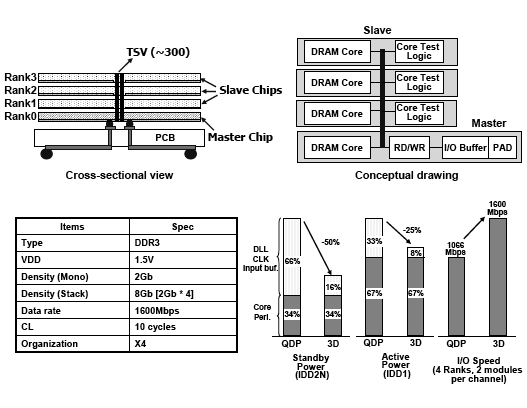 TSV (~300)
Rank3
Rank2
Rank1
Rank0
Slave Chips
Master Chip
PCB
Cross-sectional view
Slave
DRAM Core
Core Test
Logic
DRAM Core
Core Test
Logic
DRAM Core
Core Test
Logic
Master
DRAM Core
RD/WR
I/O Buffer
PAD
Conceptual drawing
Items Spec
Type DDR3
VDD 1.5V
Density (Mono) 2Gb
Density (Stack) 8Gb [2Gb * 4]
Data rate 1600Mbps
CL 10 cycles
Organization X4
DLL
CLK
Input buf.
Core
Peri.
66%
34%
-50%
16%
34%
QDP 3D
Standby
Power
(IDD2N)
33%
67%
-25%
8%
67%
QDP 3D
Active
Power
(IDD1)
1066
Mbps
1600
Mbps
QDP 3D
I/O Speed
(4 Ranks, 2 modules
per channel)